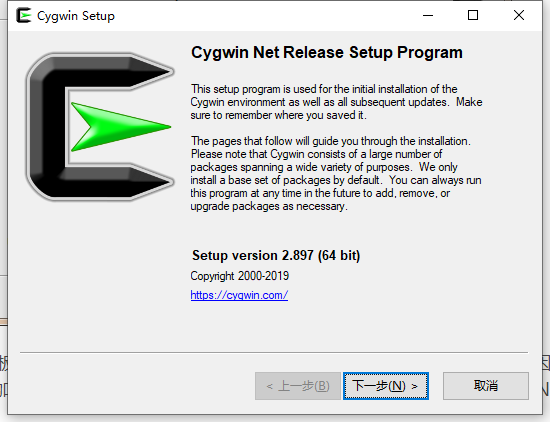 Cygwin Setup
Cygwin Net Release Setup Program
This setup program is used for the initial installation of the
Cygwin environment as well as all subsequent updates. Make
sure to remember where you saved it.
The pages that follow will guide you through the installation.
Please note that Cygwin consists of a large number of
packages spanning a wide variety of purposes. We only
install a base set of packages by default. You can always run
this program at any time in the future to add, remove, or
upgrade packages as necessary.
Setup version 2.897 (64 bit)
Copyright 2000-2019
https://cygwin.com/
< 上一步(B)
下一步(N) >
取消